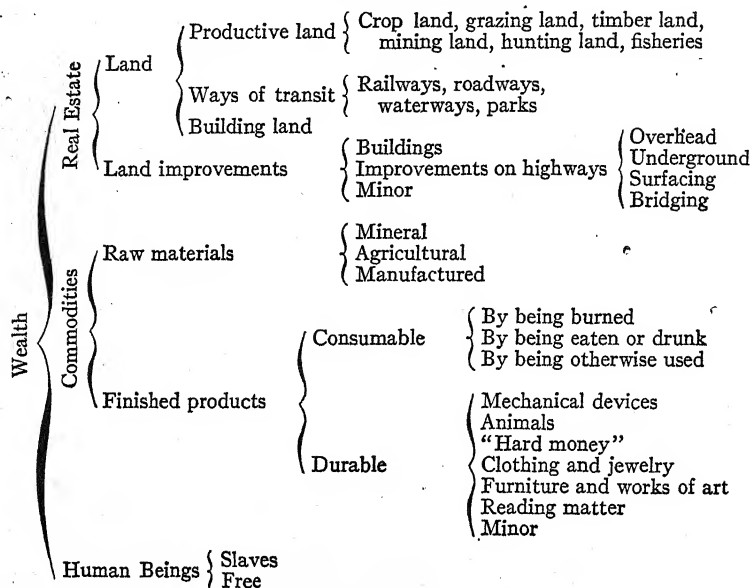 Wealth
Real Estate
Land
Productive land
Crop land, grazing land, timber land,
mining land, hunting land, fisheries
Ways of transit
Railways, roadways,
waterways, parks
Building land
Land improvements
Buildings
Improvements on highways
Overhead
Underground
Surfacing
Bridging
Minor
Commodities
Raw materials
Mineral
Agricultural
Manufactured
Finished products
Consumable
By being burned
By being eaten or drunk
By being otherwise used
Durable
Mechanical devices
Animals
“Hard money”
Clothing and jewelry
Furniture and works of art
Reading matter
Minor
Human Beings
Slaves
Free